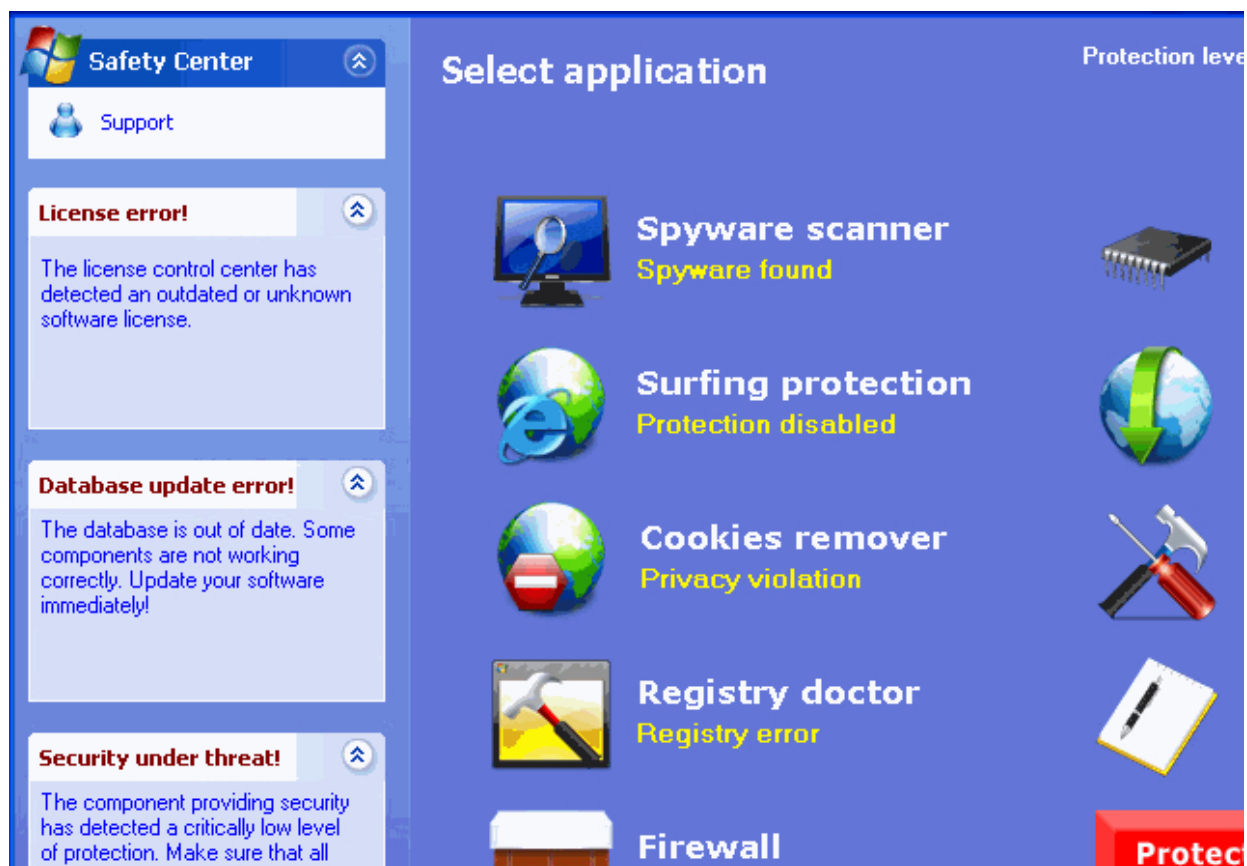 Safety Center
Support
License error!
The license control center has
detected an outdated or unknown
software license.
Database update error!
The database is out of date. Some
components are not working
correctly. Update your software
immediately!
Security under threat!
The component providing security
has detected a critically low level
of protection. Make sure that all
Select application
Protection leve
Spyware scanner
Spyware found
Surfing protection
Protection disabled
Cookies remover
Privacy violation
Registry doctor
Registry error
Firewall
Protect